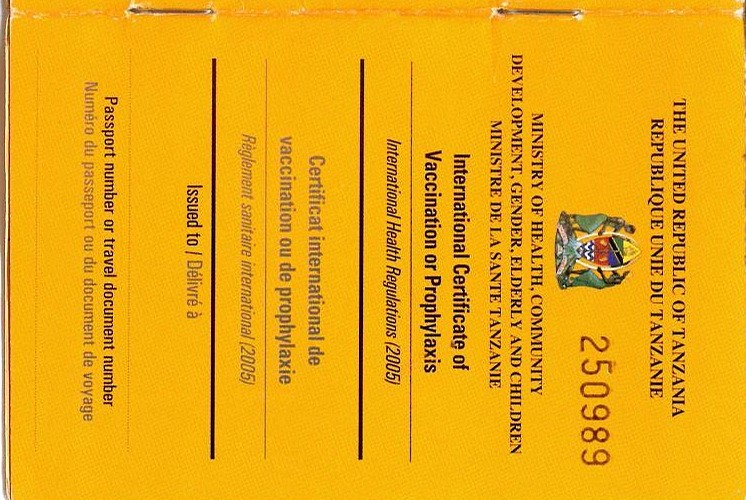 THE UNITED REPUBLIC OF TANZANIA
REPUBLIQUE UNIE DU TANZANIE
250989
MINISTRY OF HEALTH, COMMUNITY
DEVELOPMENT, GENDER, ELDERLY AND CHILDREN
MINISTRE DE LA SANTE TANZANIE
International Certificate of
Vaccination or Prophylaxis
International Health Regulations (2005)
Certificat international de
vaccination ou de prophylaxie
Règlement sanitaire international (2005)
Issued to / Délivré à
Passport number or travel document number
Numéro du passeport ou du document de voyage